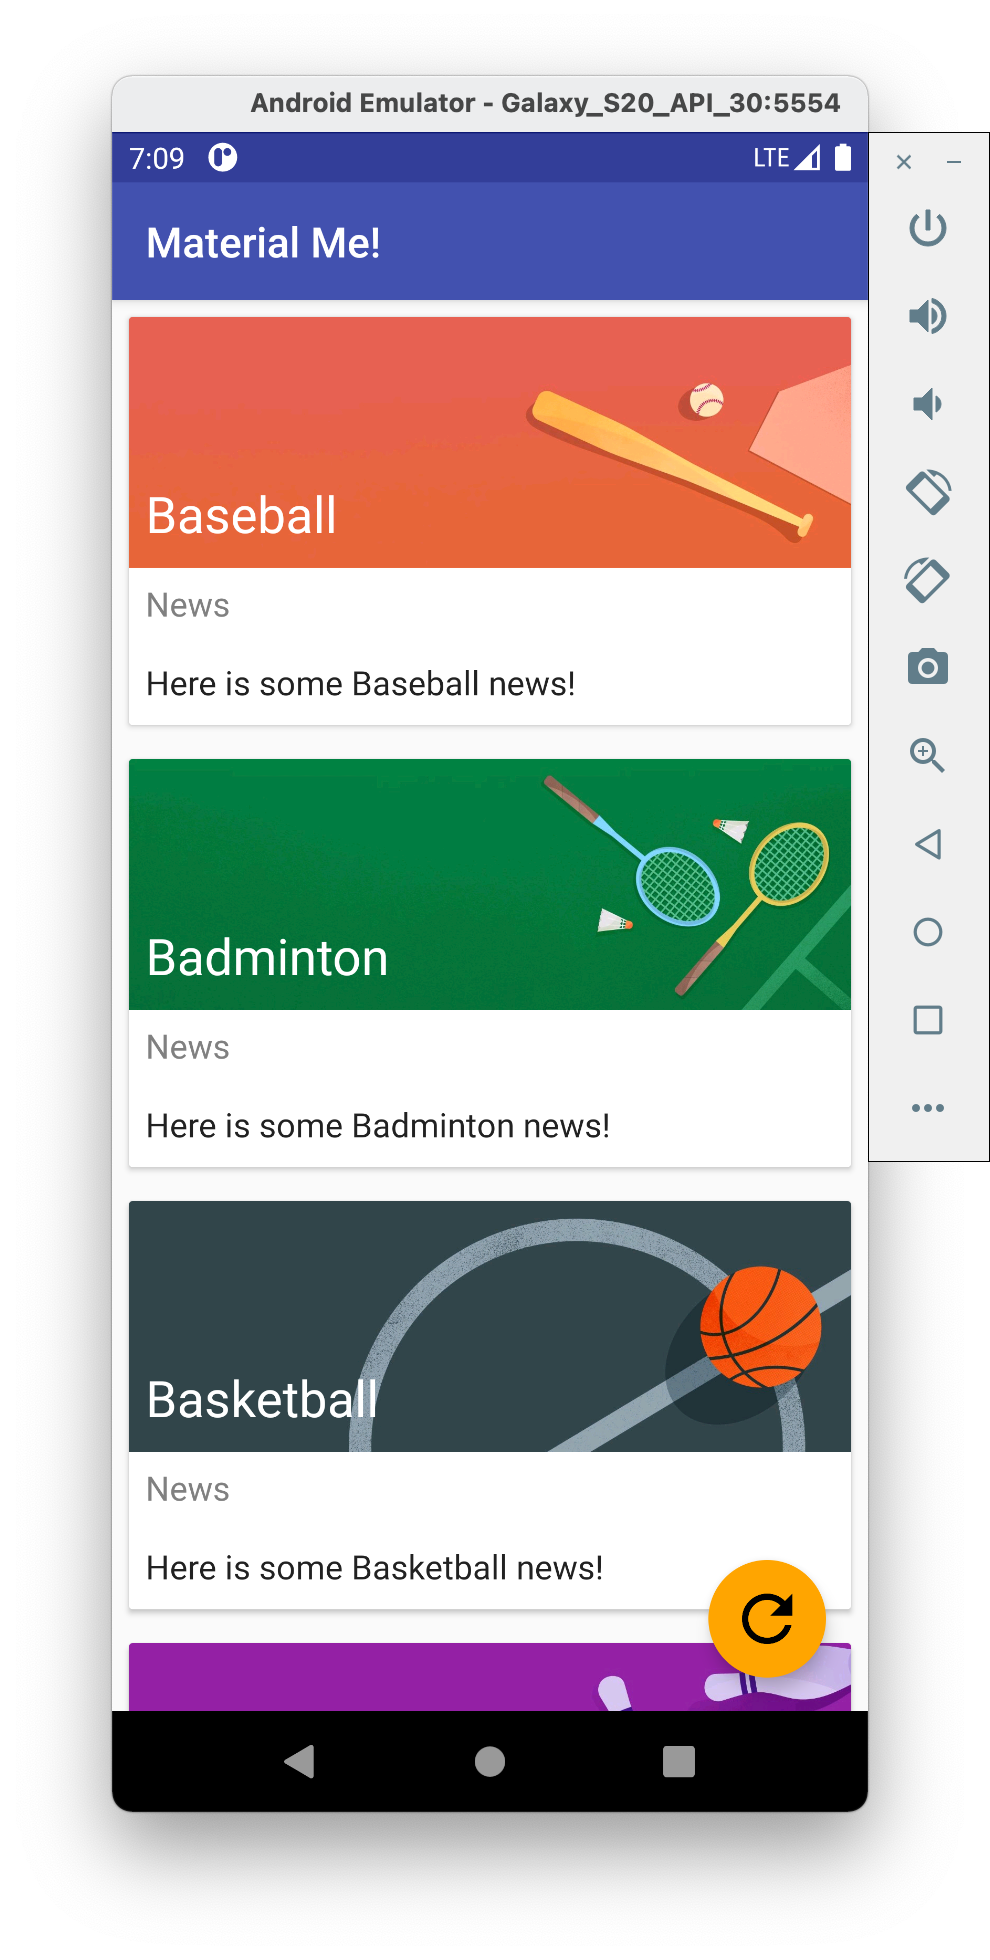 Android Emulator - Galaxy_S20_API_30:5554
7:09 LTE
Material Me!
Baseball
News
Here is some Baseball news!
Badminton
News
Here is some Badminton news!
Basketball
News
Here is some Basketball news!